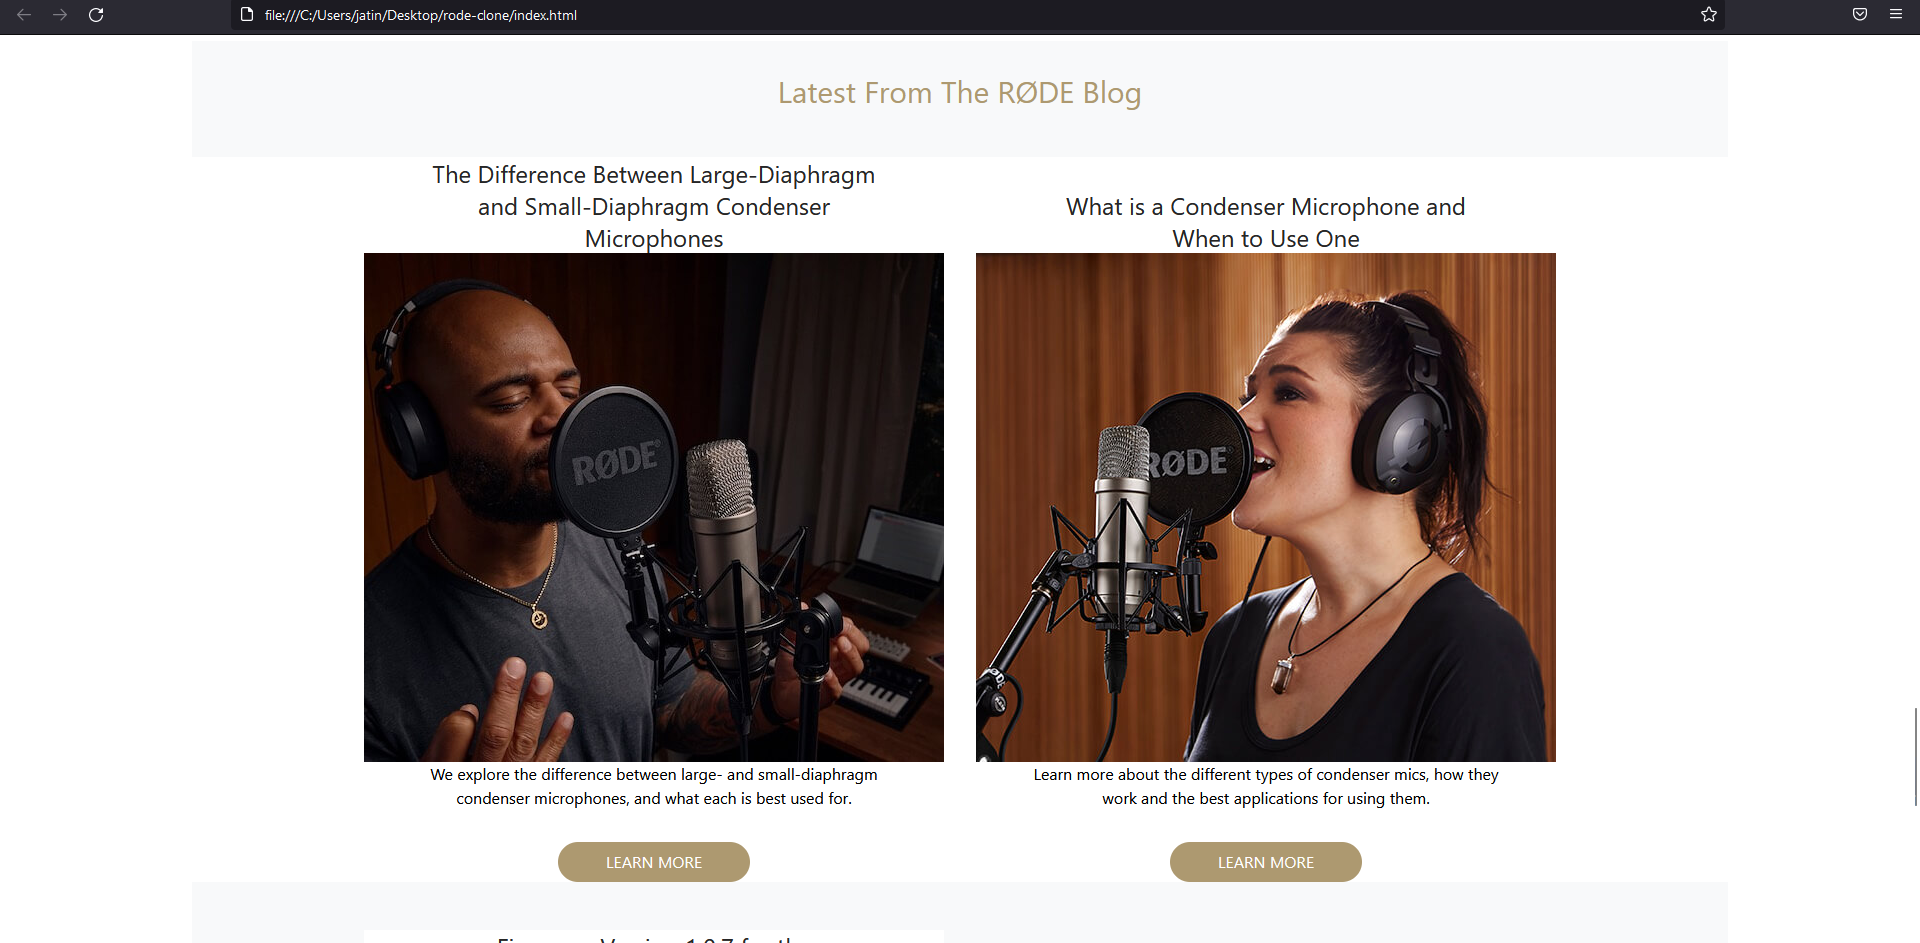 file:///C:/Users/jatin/Desktop/rode-clone/index.html
Latest From The RØDE Blog
The Difference Between Large-Diaphragm
and Small-Diaphragm Condenser
Microphones
What is a Condenser Microphone and
When to Use One
RØDE
RØDE
We explore the difference between large- and small-diaphragm
condenser microphones, and what each is best used for.
Learn more about the different types of condenser mics, how they
work and the best applications for using them.
LEARN MORE
LEARN MORE